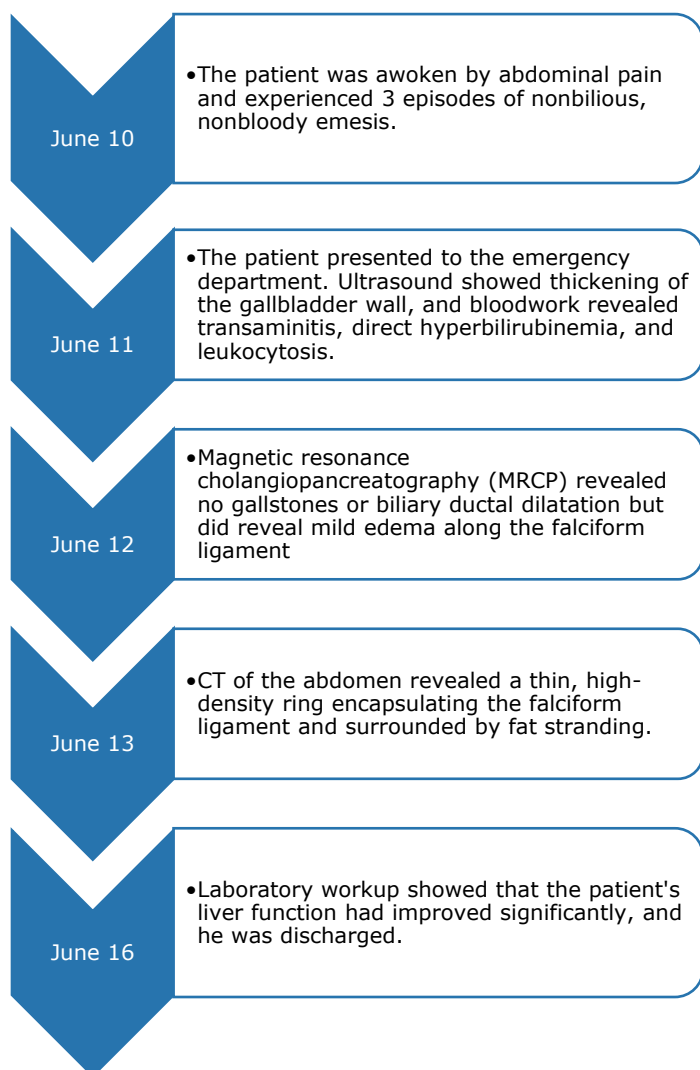 June 10
•The patient was awoken by abdominal pain
and experienced 3 episodes of nonbilious,
nonbloody emesis.
June 11
•The patient presented to the emergency
department. Ultrasound showed thickening of
the gallbladder wall, and bloodwork revealed
transaminitis, direct hyperbilirubinemia, and
leukocytosis.
June 12
•Magnetic resonance
cholangiopancreatography (MRCP) revealed
no gallstones or biliary ductal dilatation but
did reveal mild edema along the falciform
ligament
June 13
•CT of the abdomen revealed a thin, high-
density ring encapsulating the falciform
ligament and surrounded by fat stranding.
June 16
•Laboratory workup showed that the patient's
liver function had improved significantly, and
he was discharged.